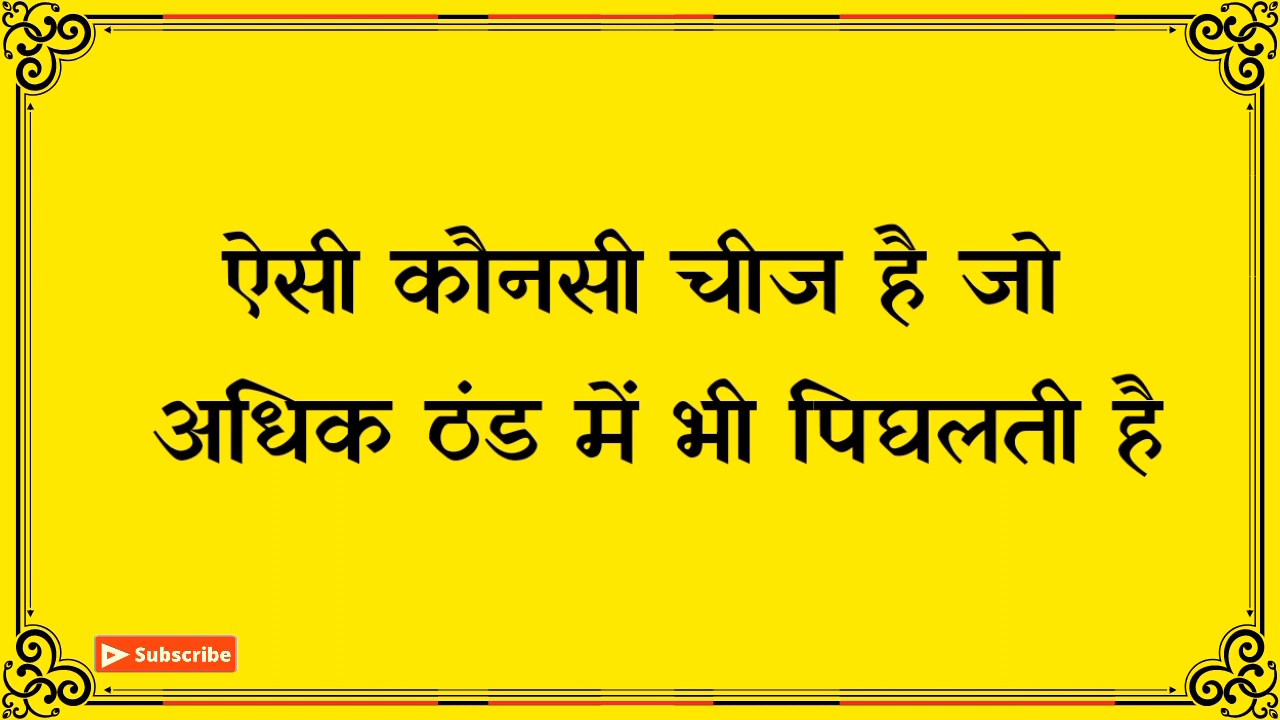 ऐसी कौनसी चीज है जो
अधिक ठंड में भी पिघलती है
Subscribe